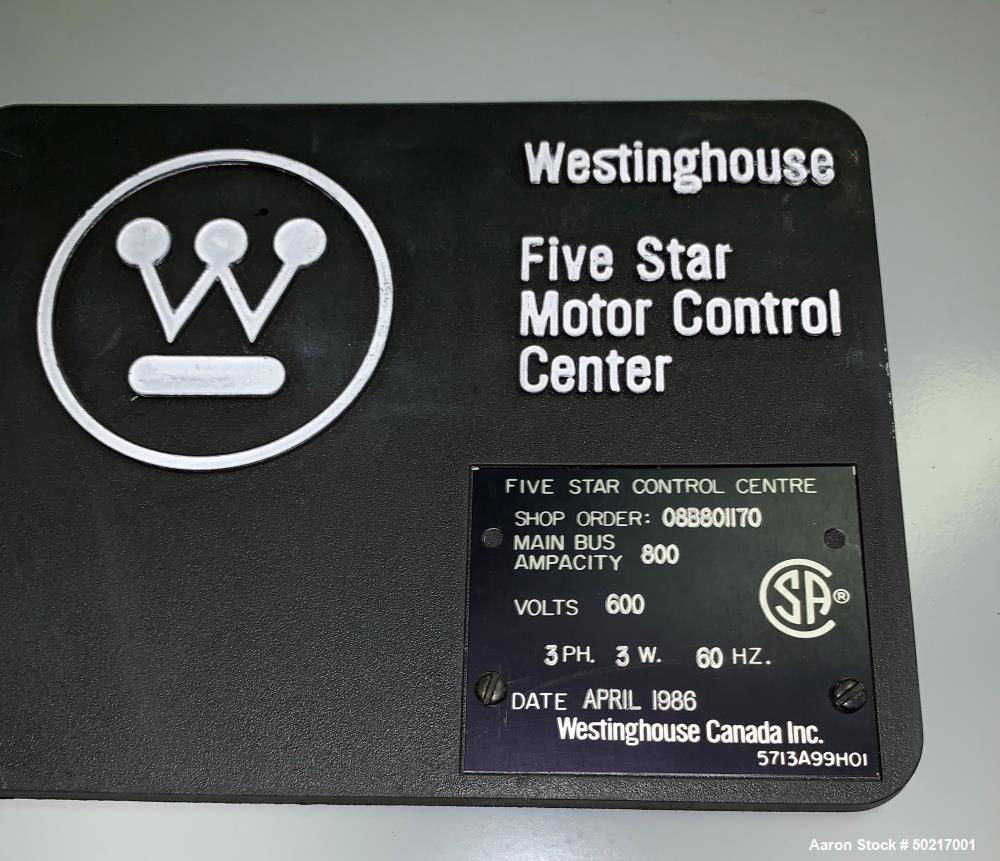 W
Westinghouse
Five Star
Motor Control
Center
FIVE STAR CONTROL CENTRE
SHOP ORDER: 08B801170
MAIN BUS
AMPACITY 800
VOLTS 600
CSA®
3 PH. 3 W. 60 HZ.
DATE APRIL 1986
Westinghouse Canada Inc.
5713A99H01
Aaron Stock # 50217001